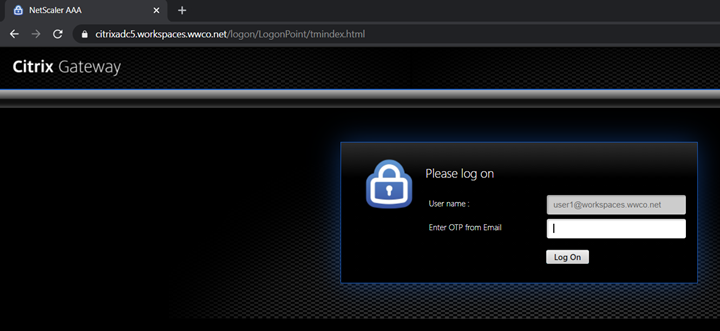 NetScaler AAA
citrixadc5.workspaces.wwco.net/logon/LogonPoint/tmindex.html
Citrix Gateway
Please log on
User name :
user1@workspaces.wwco.net
Enter OTP from Email
Log On